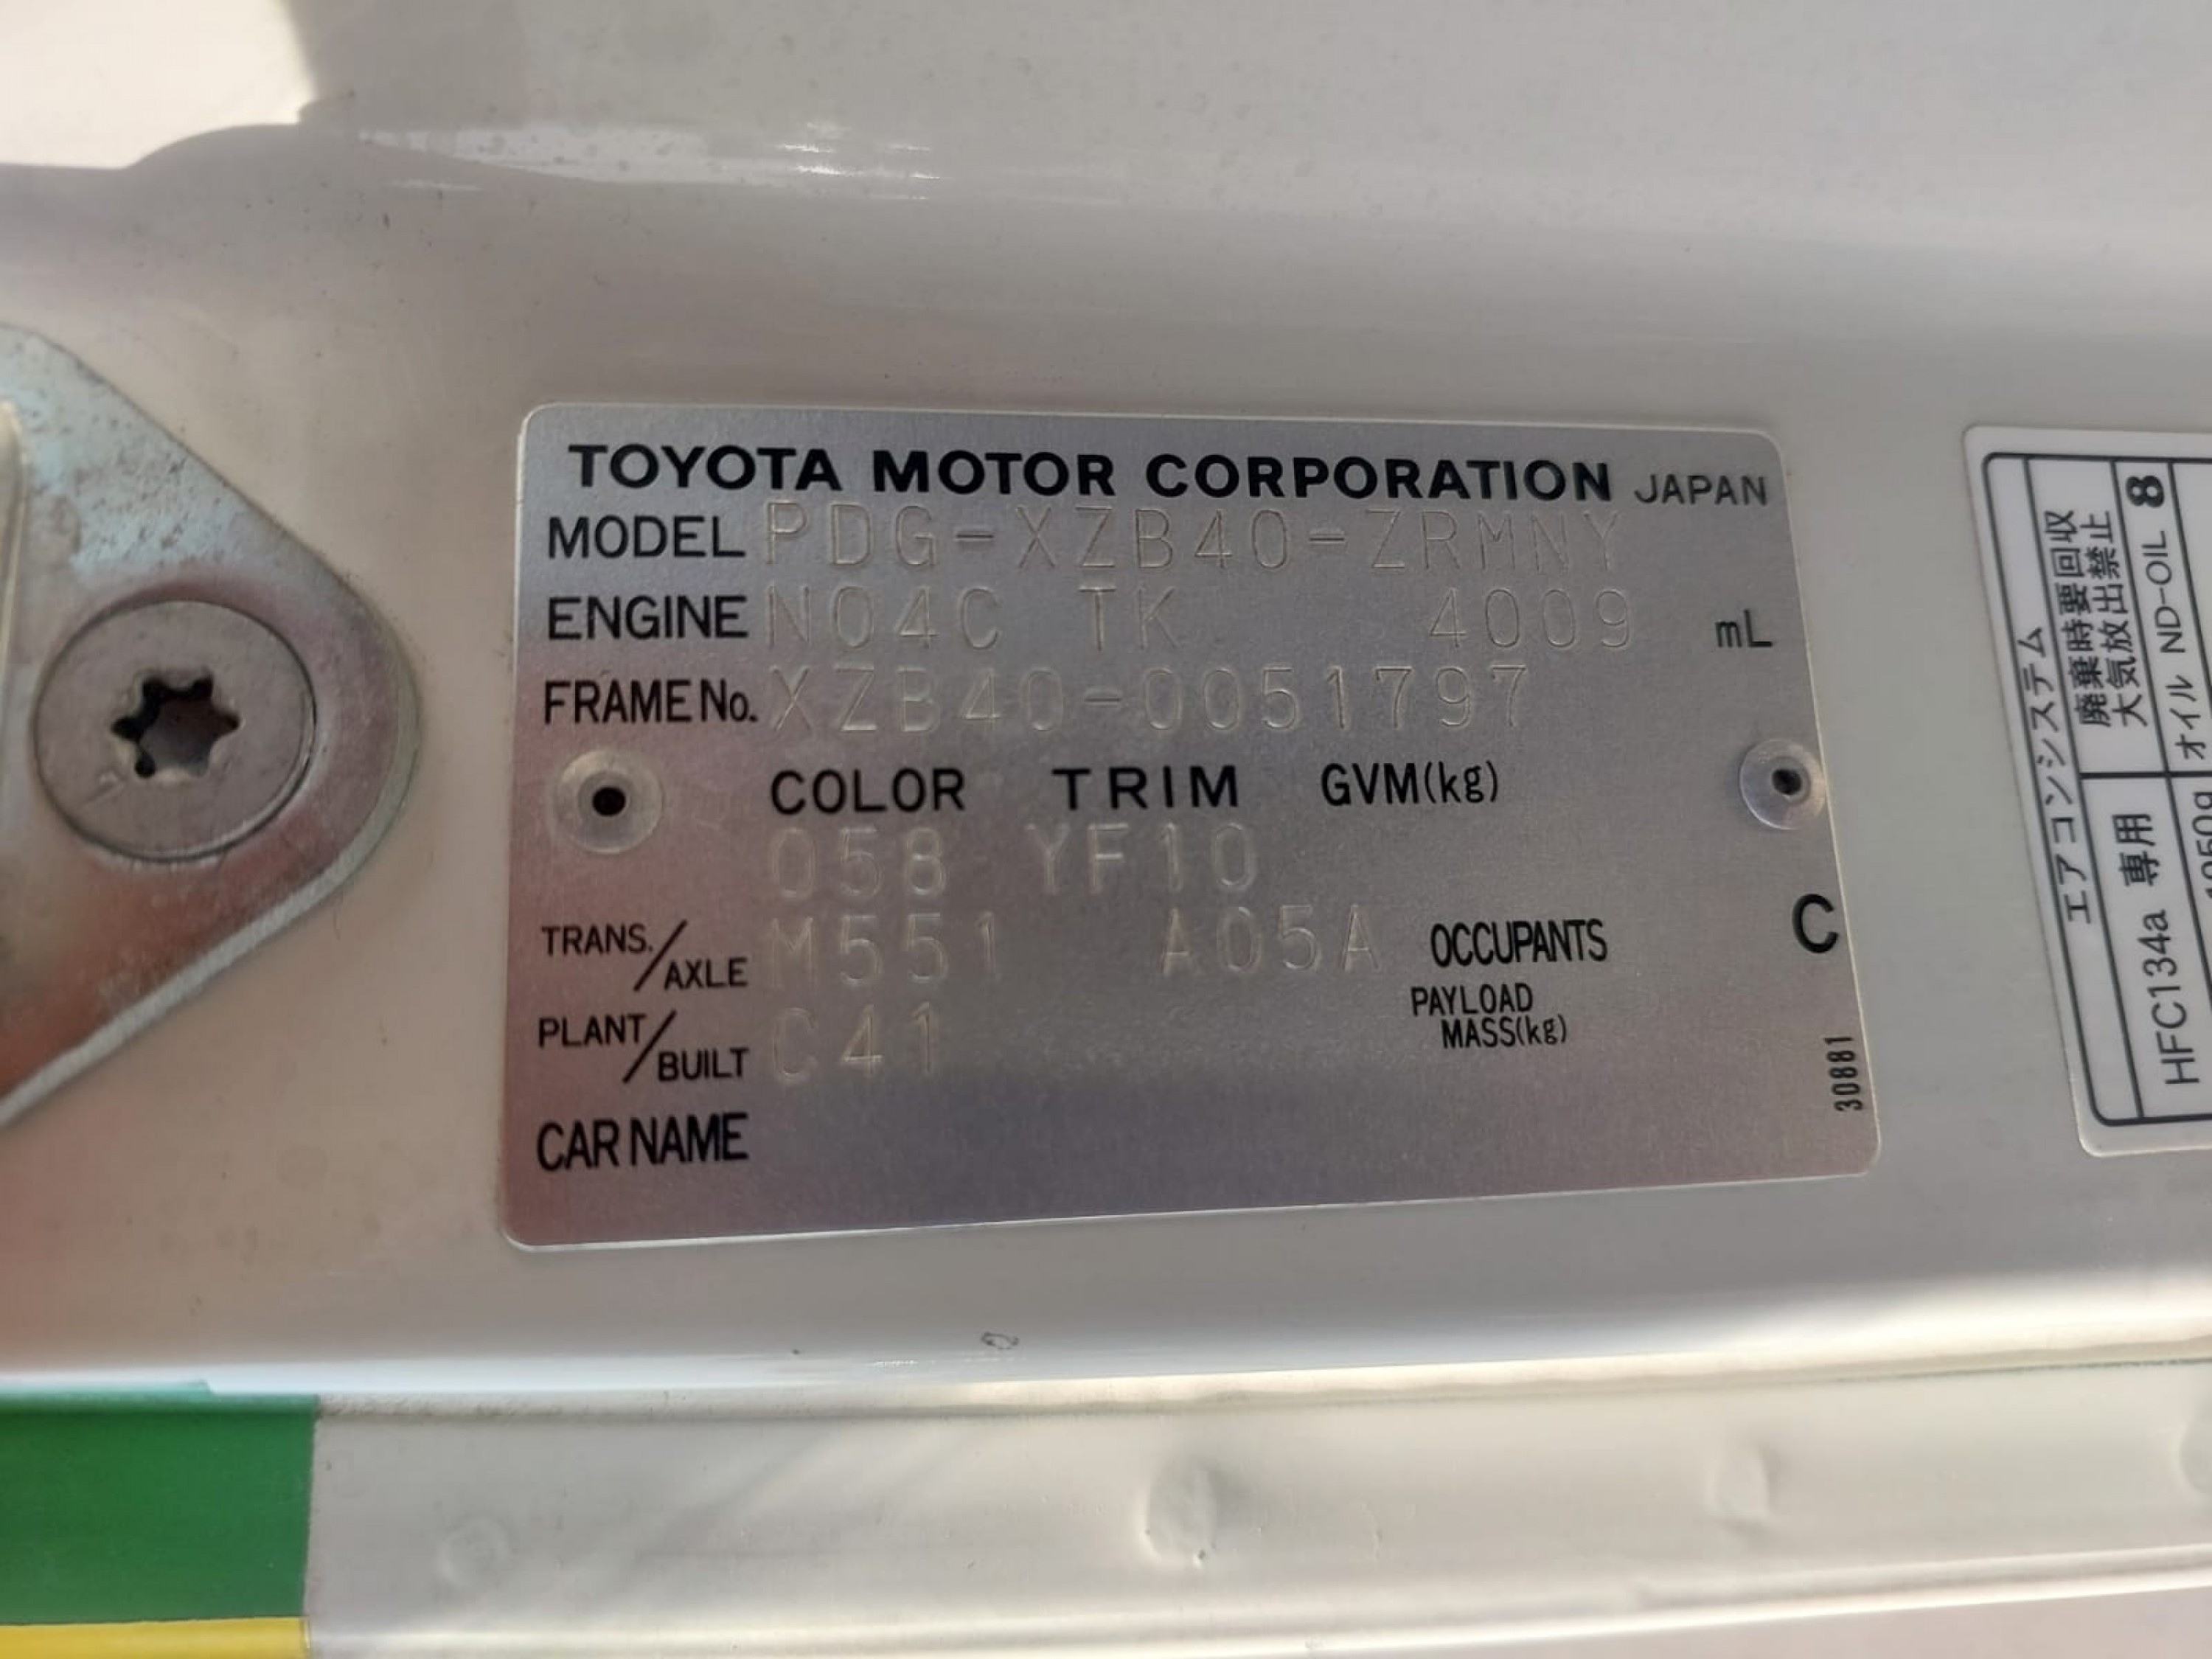 TOYOTA MOTOR CORPORATION JAPAN
MODEL PDG-XZB40-ZRMNY
ENGINE N04C TK 4009 mL
FRAME No. XZB40-0051797
COLOR TRIM GVM(kg)
058 YF10
TRANS./AXLE M551 A05A OCCUPANTS C
PLANT/BUILT C41 PAYLOAD MASS(kg)
CAR NAME
30881
エアコンシステム
廃棄時要回収
大気放出禁止
HFC134a 専用
オイル ND-OIL 8